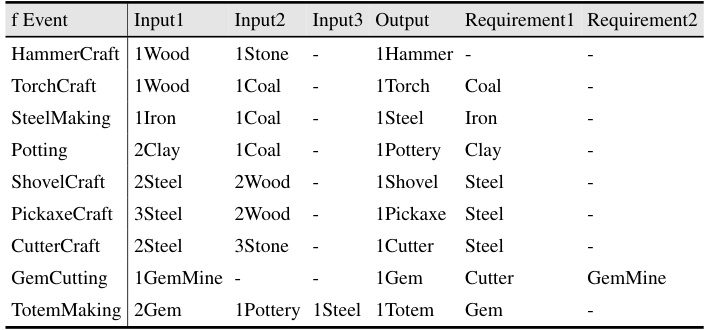 f Event Input1 Input2 Input3 Output Requirement1 Requirement2
HammerCraft 1Wood 1Stone - 1Hammer - -
TorchCraft 1Wood 1Coal - 1Torch Coal -
SteelMaking 1Iron 1Coal - 1Steel Iron -
Potting 2Clay 1Coal - 1Pottery Clay -
ShovelCraft 2Steel 2Wood - 1Shovel Steel -
PickaxeCraft 3Steel 2Wood - 1Pickaxe Steel -
CutterCraft 2Steel 3Stone - 1Cutter Steel -
GemCutting 1GemMine - - 1Gem Cutter GemMine
TotemMaking 2Gem 1Pottery 1Steel 1Totem Gem -